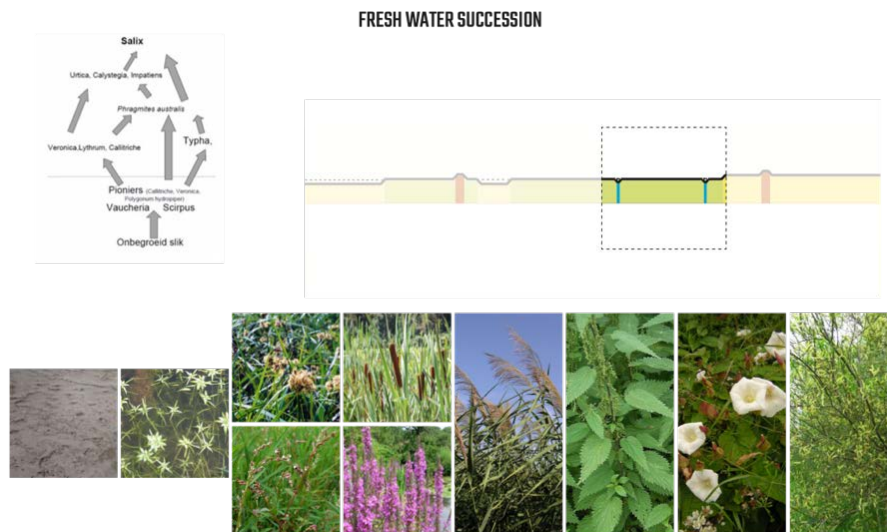 FRESH WATER SUCCESSION
Salix
Urtica, Calystegia, Impatiens
Phragmites australis
Typha,
Veronica,Lythrum, Callitriche
Pioniers (Callitriche, Veronica,
Polygonum hydropiper)
Vaucheria Scirpus
Onbegroeid slik